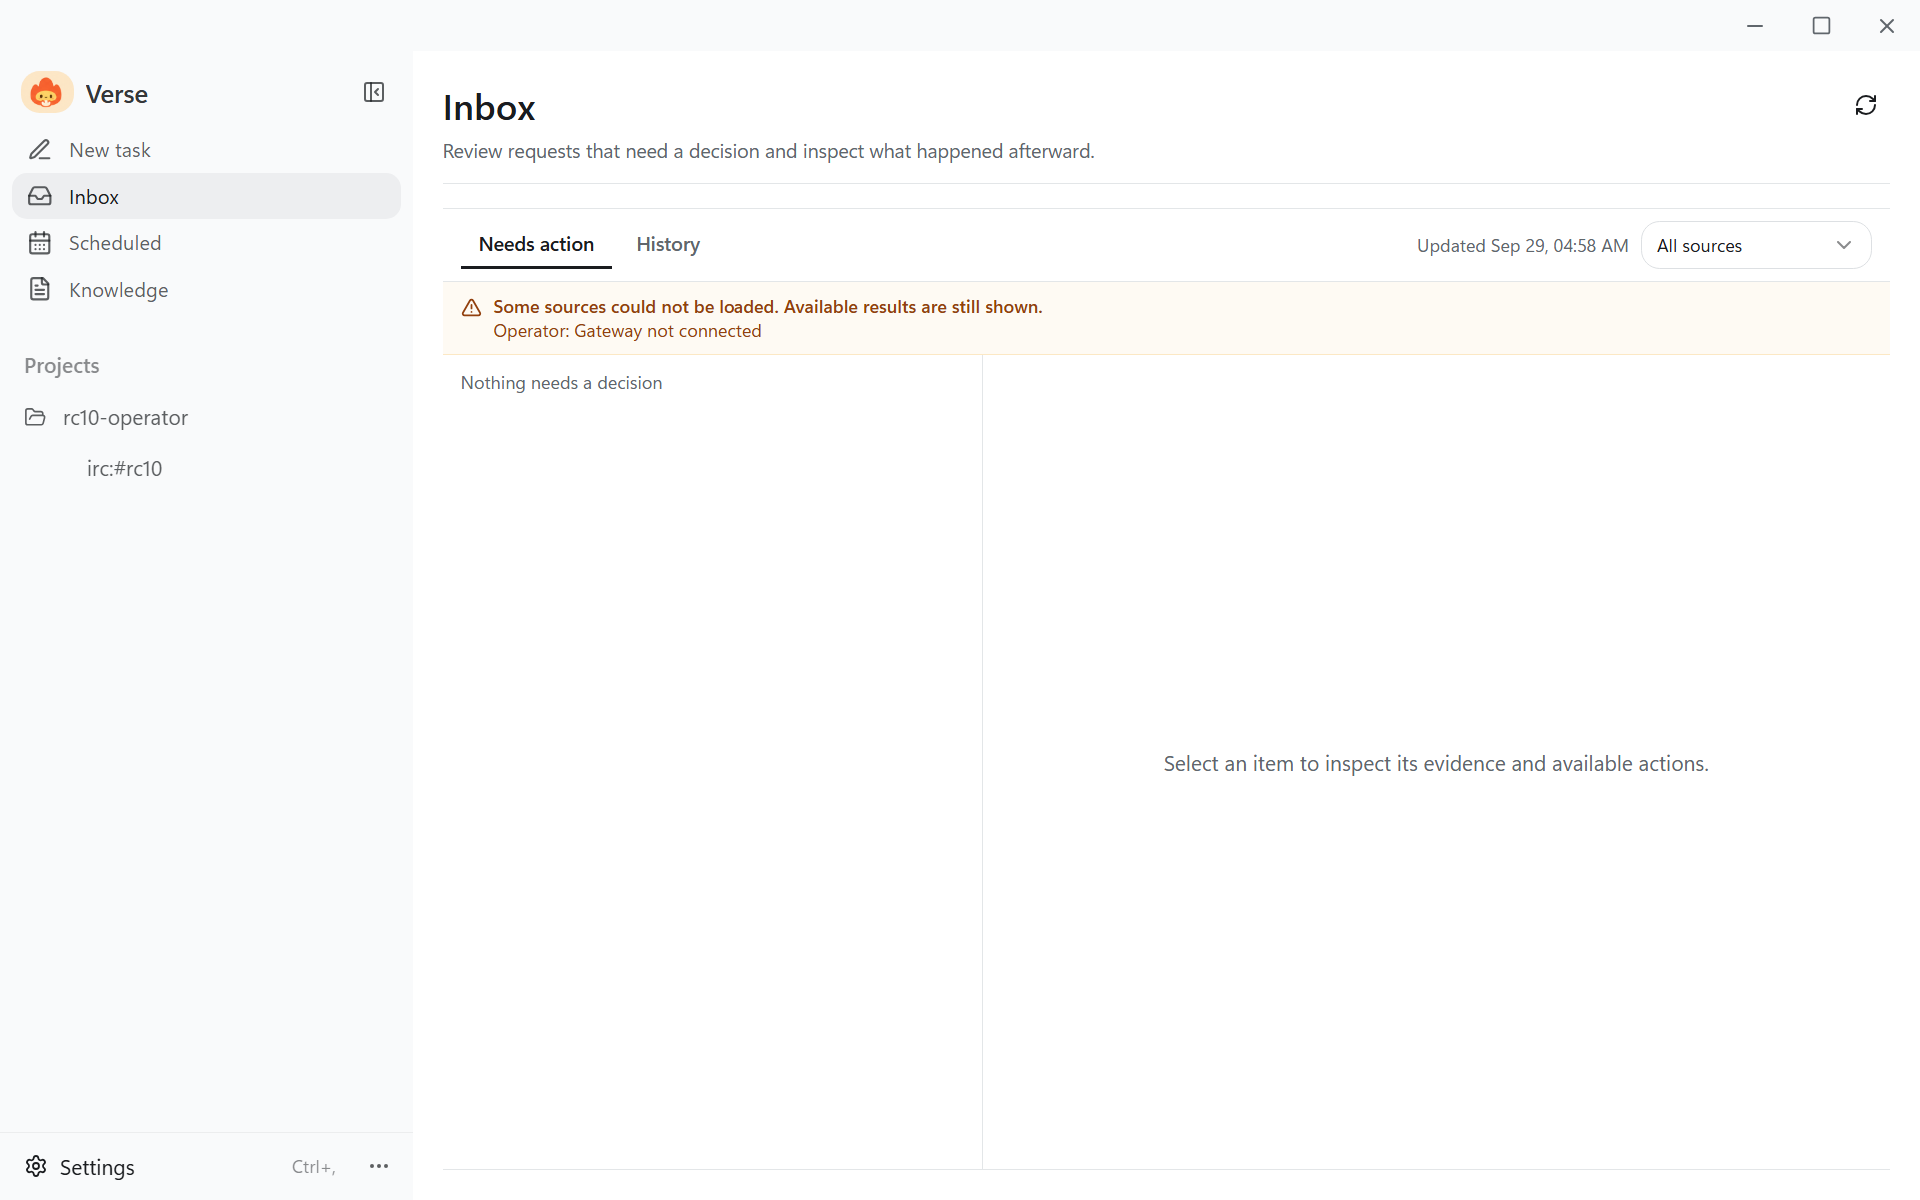 Verse
New task
Inbox
Scheduled
Knowledge
Projects
rc10-operator
irc:#rc10
Settings
Ctrl+,
Inbox
Review requests that need a decision and inspect what happened afterward.
Needs action
History
Updated Sep 29, 04:58 AM
All sources
Some sources could not be loaded. Available results are still shown.
Operator: Gateway not connected
Nothing needs a decision
Select an item to inspect its evidence and available actions.